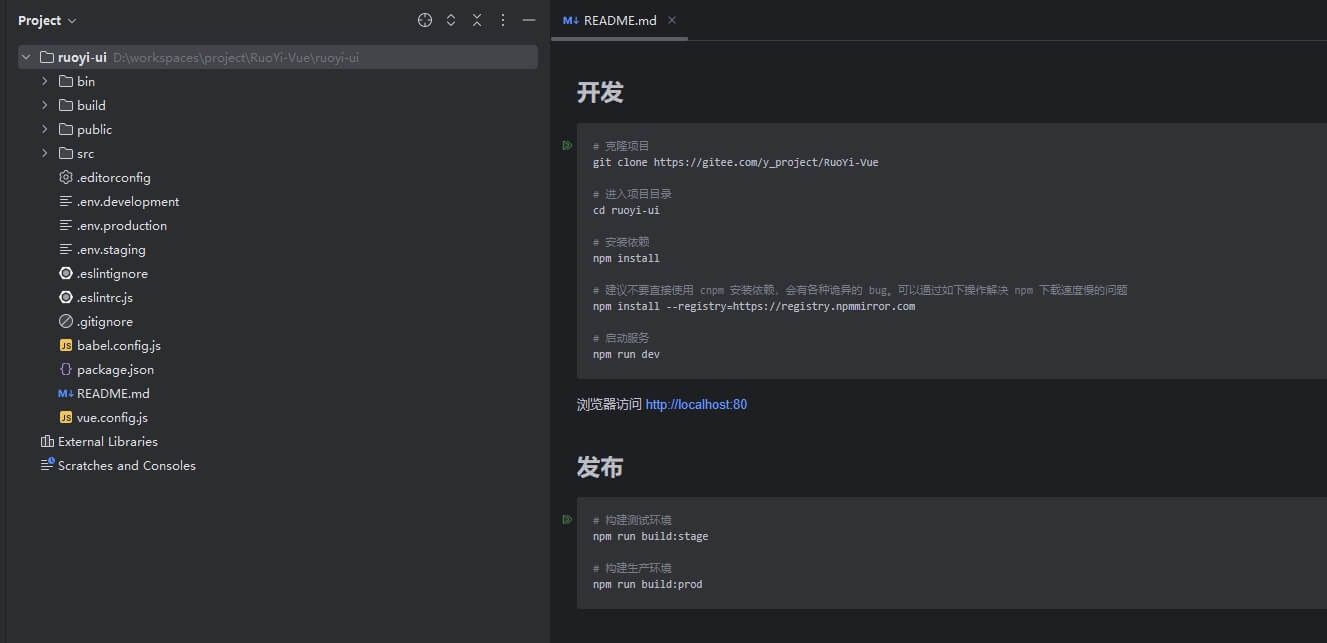 Project
README.md
ruoyi-ui D:\workspaces\project\RuoYi-Vue\ruoyi-ui
bin
build
public
src
.editorconfig
.env.development
.env.production
.env.staging
.eslintignore
.eslintrc.js
.gitignore
babel.config.js
package.json
README.md
vue.config.js
External Libraries
Scratches and Consoles
开发
# 克隆项目
git clone https://gitee.com/y_project/RuoYi-Vue
# 进入项目目录
cd ruoyi-ui
# 安装依赖
npm install
# 建议不要直接使用 cnpm 安装依赖，会有各种诡异的 bug。可以通过如下操作解决 npm 下载速度慢的问题
npm install --registry=https://registry.npmmirror.com
# 启动服务
npm run dev
浏览器访问 http://localhost:80
发布
# 构建测试环境
npm run build:stage
# 构建生产环境
npm run build:prod